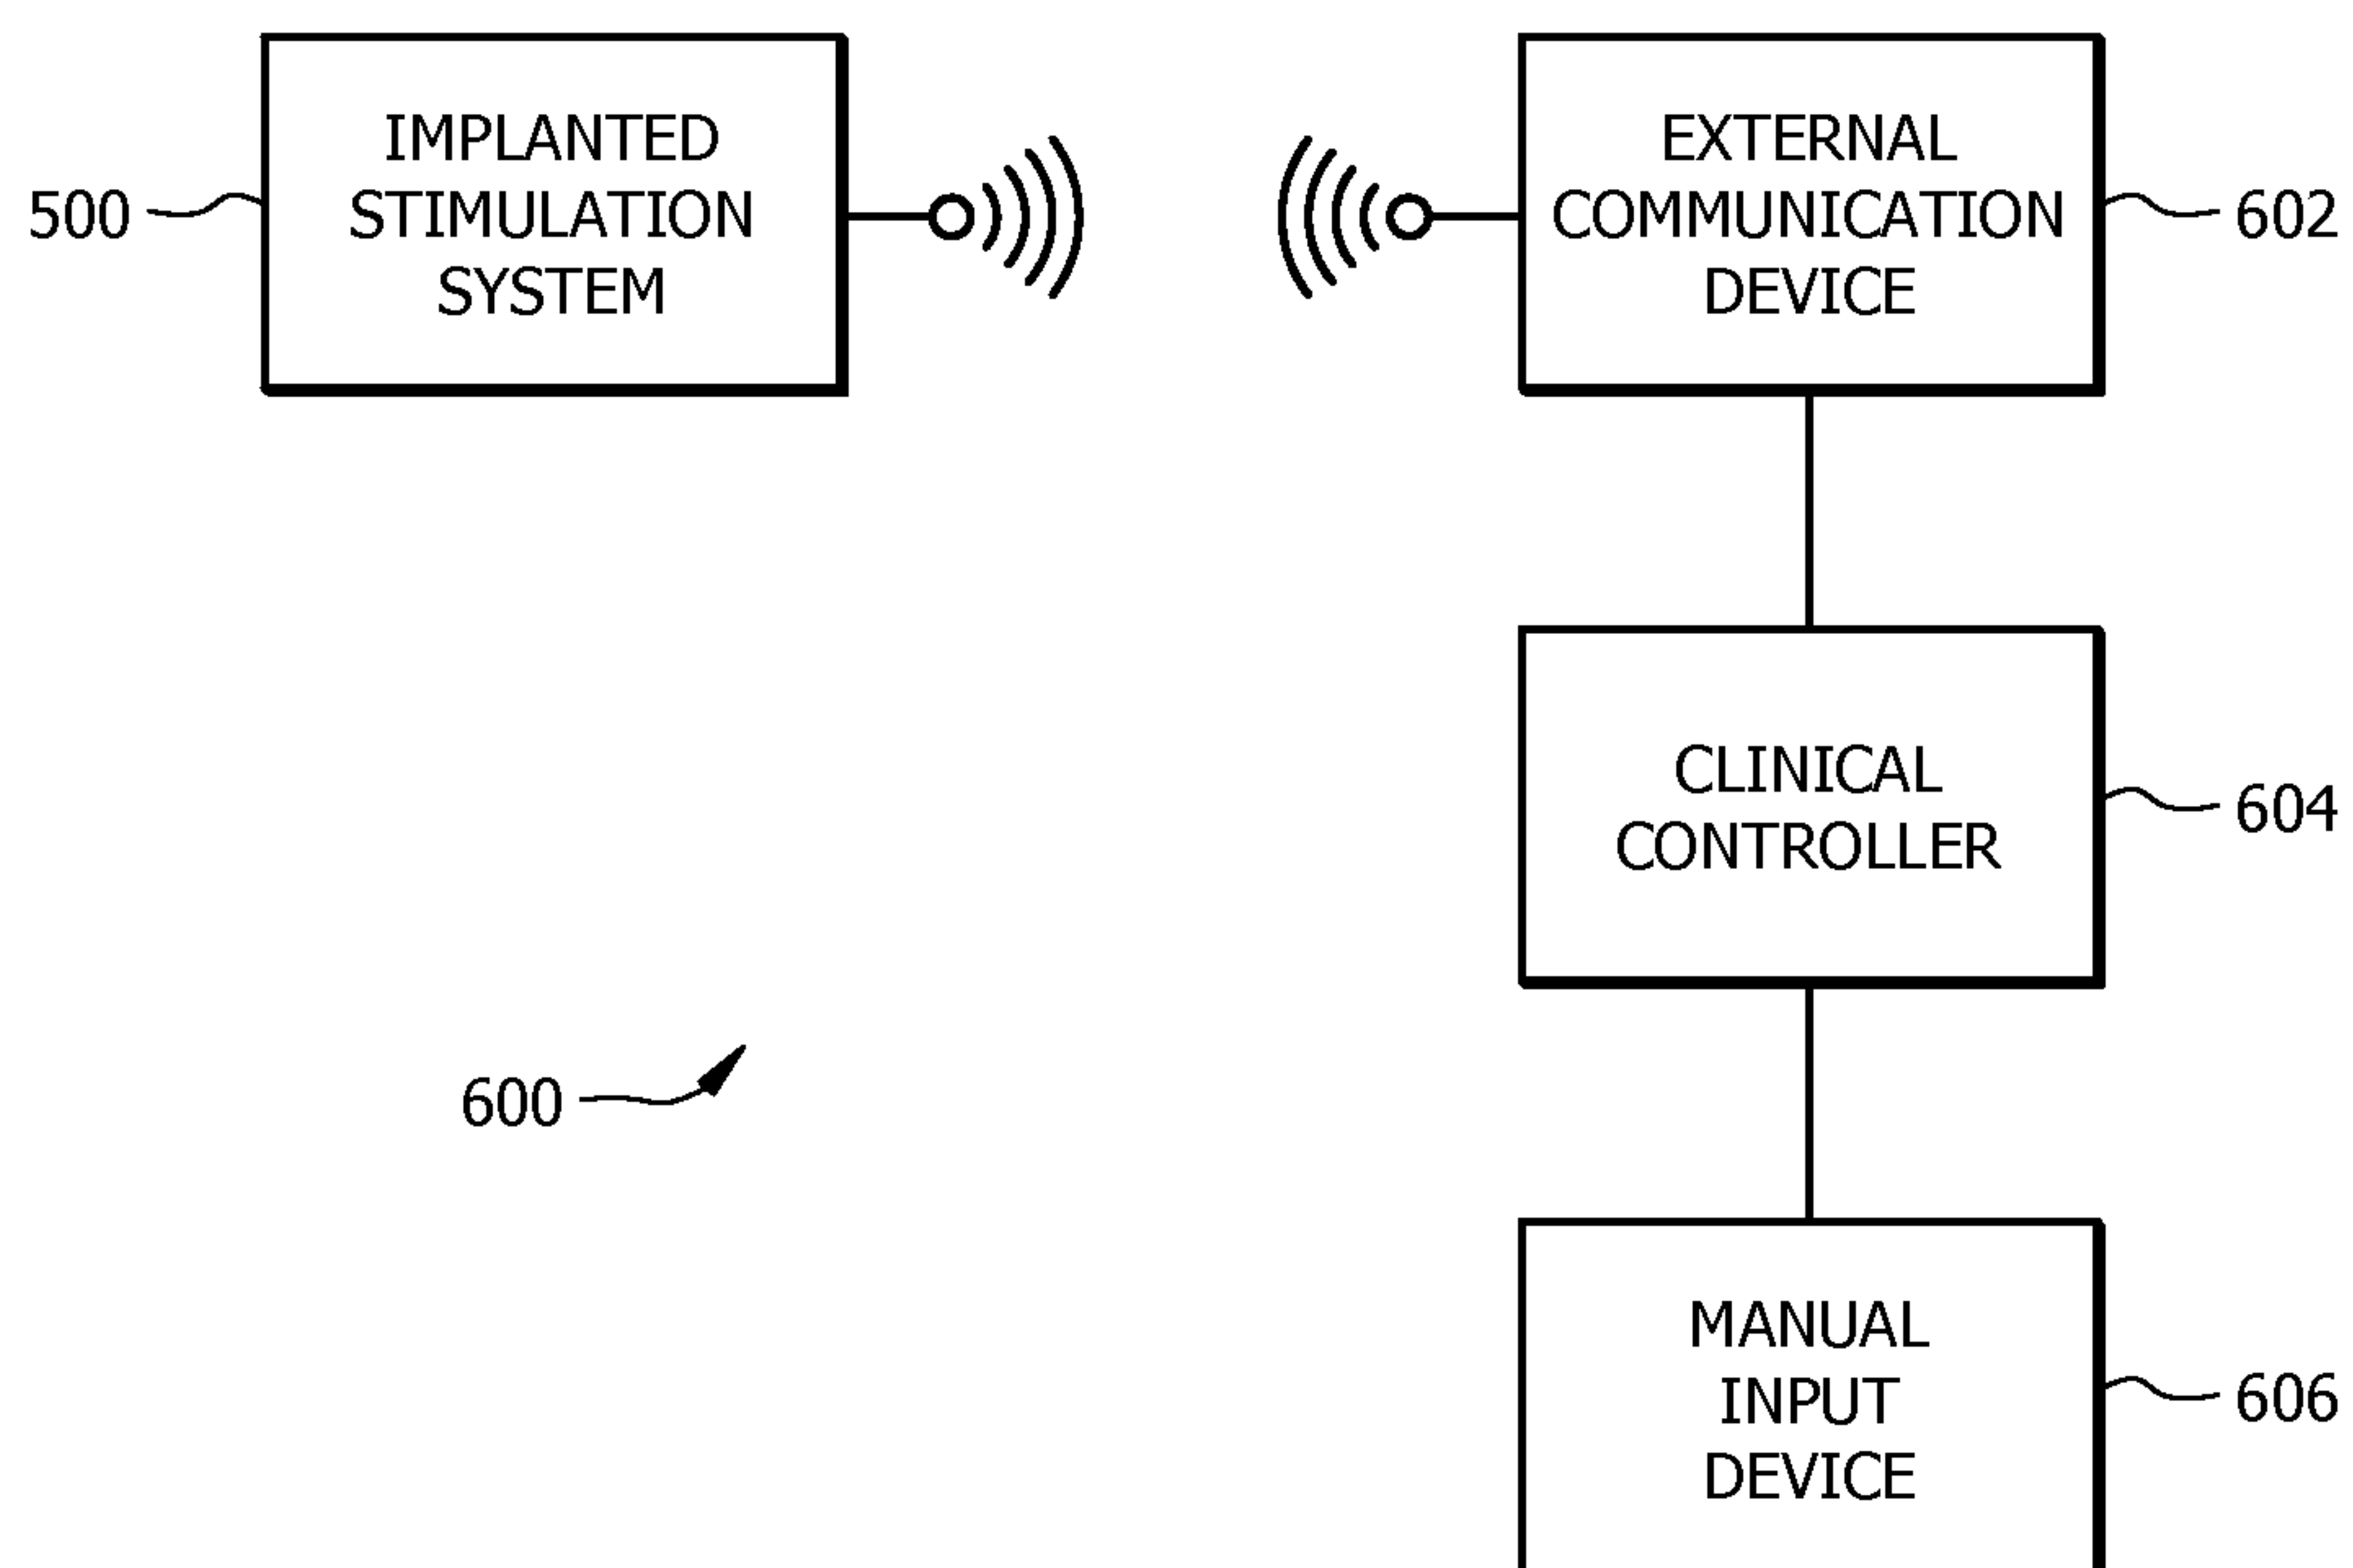 IMPLANTED
STIMULATION
SYSTEM
500
EXTERNAL
COMMUNICATION
DEVICE
602
CLINICAL
CONTROLLER
604
600
MANUAL
INPUT
DEVICE
606